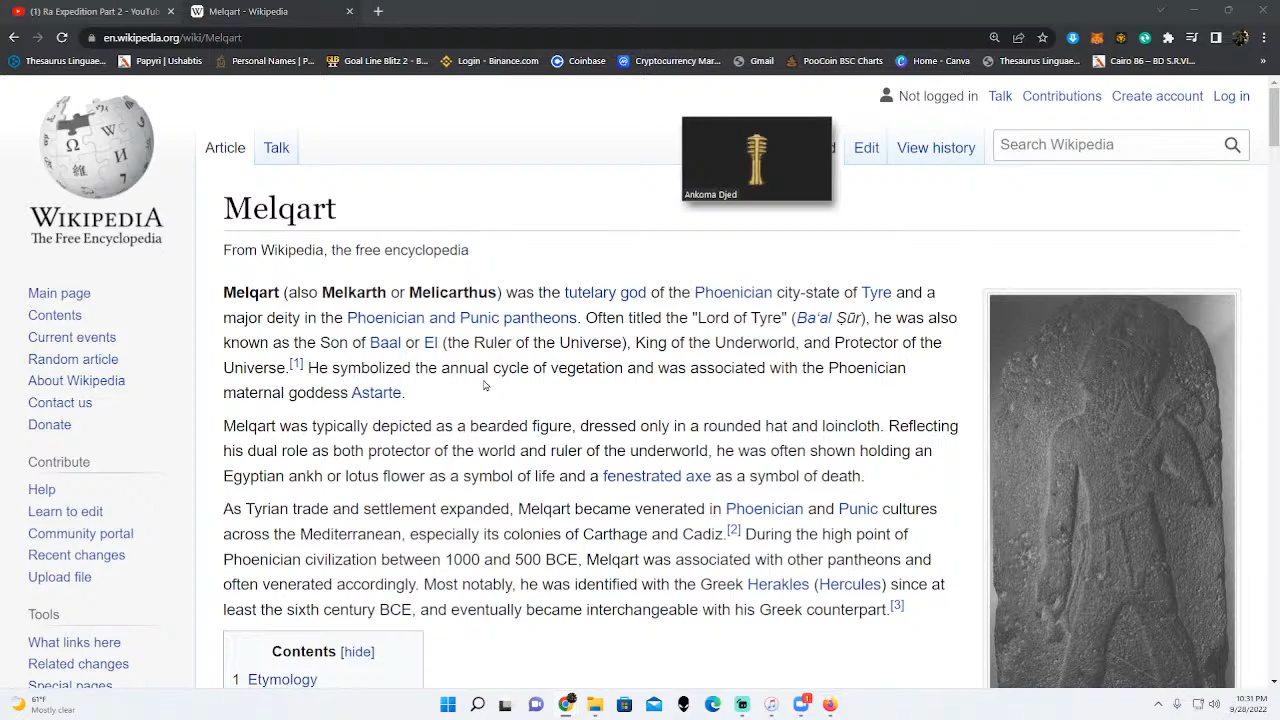 (1) Ra Expedition Part 2 - YouTub
Melqart - Wikipedia
en.wikipedia.org/wiki/Melqart
Thesaurus Linguae...
Papyri | Ushabtis
Personal Names | P...
Goal Line Blitz 2 - B...
Login - Binance.com
Coinbase
Cryptocurrency Mar...
Gmail
PooCoin BSC Charts
Home - Canva
Thesaurus Lingua...
Cairo 86 – BD Sr.VI...
»
Not logged in Talk Contributions Create account Log in
Article Talk
Edit View history
Search Wikipedia
Ankoma Djed
WIKIPEDIA
The Free Encyclopedia
Main page
Contents
Current events
Random article
About Wikipedia
Contact us
Donate
Contribute
Help
Learn to edit
Community portal
Recent changes
Upload file
Tools
What links here
Related changes
Special pages
Melqart
From Wikipedia, the free encyclopedia
Melqart (also Melkarth or Melicarthus) was the tutelary god of the Phoenician city-state of Tyre and a
major deity in the Phoenician and Punic pantheons. Often titled the "Lord of Tyre" (Ba‘al Ṣūr), he was also
known as the Son of Baal or El (the Ruler of the Universe), King of the Underworld, and Protector of the
Universe.[1] He symbolized the annual cycle of vegetation and was associated with the Phoenician
maternal goddess Astarte.
Melqart was typically depicted as a bearded figure, dressed only in a rounded hat and loincloth. Reflecting
his dual role as both protector of the world and ruler of the underworld, he was often shown holding an
Egyptian ankh or lotus flower as a symbol of life and a fenestrated axe as a symbol of death.
As Tyrian trade and settlement expanded, Melqart became venerated in Phoenician and Punic cultures
across the Mediterranean, especially its colonies of Carthage and Cadiz.[2] During the high point of
Phoenician civilization between 1000 and 500 BCE, Melqart was associated with other pantheons and
often venerated accordingly. Most notably, he was identified with the Greek Herakles (Hercules) since at
least the sixth century BCE, and eventually became interchangeable with his Greek counterpart.[3]
Contents [hide]
1 Etymology
61°F
Mostly clear
10:31 PM
9/28/2022